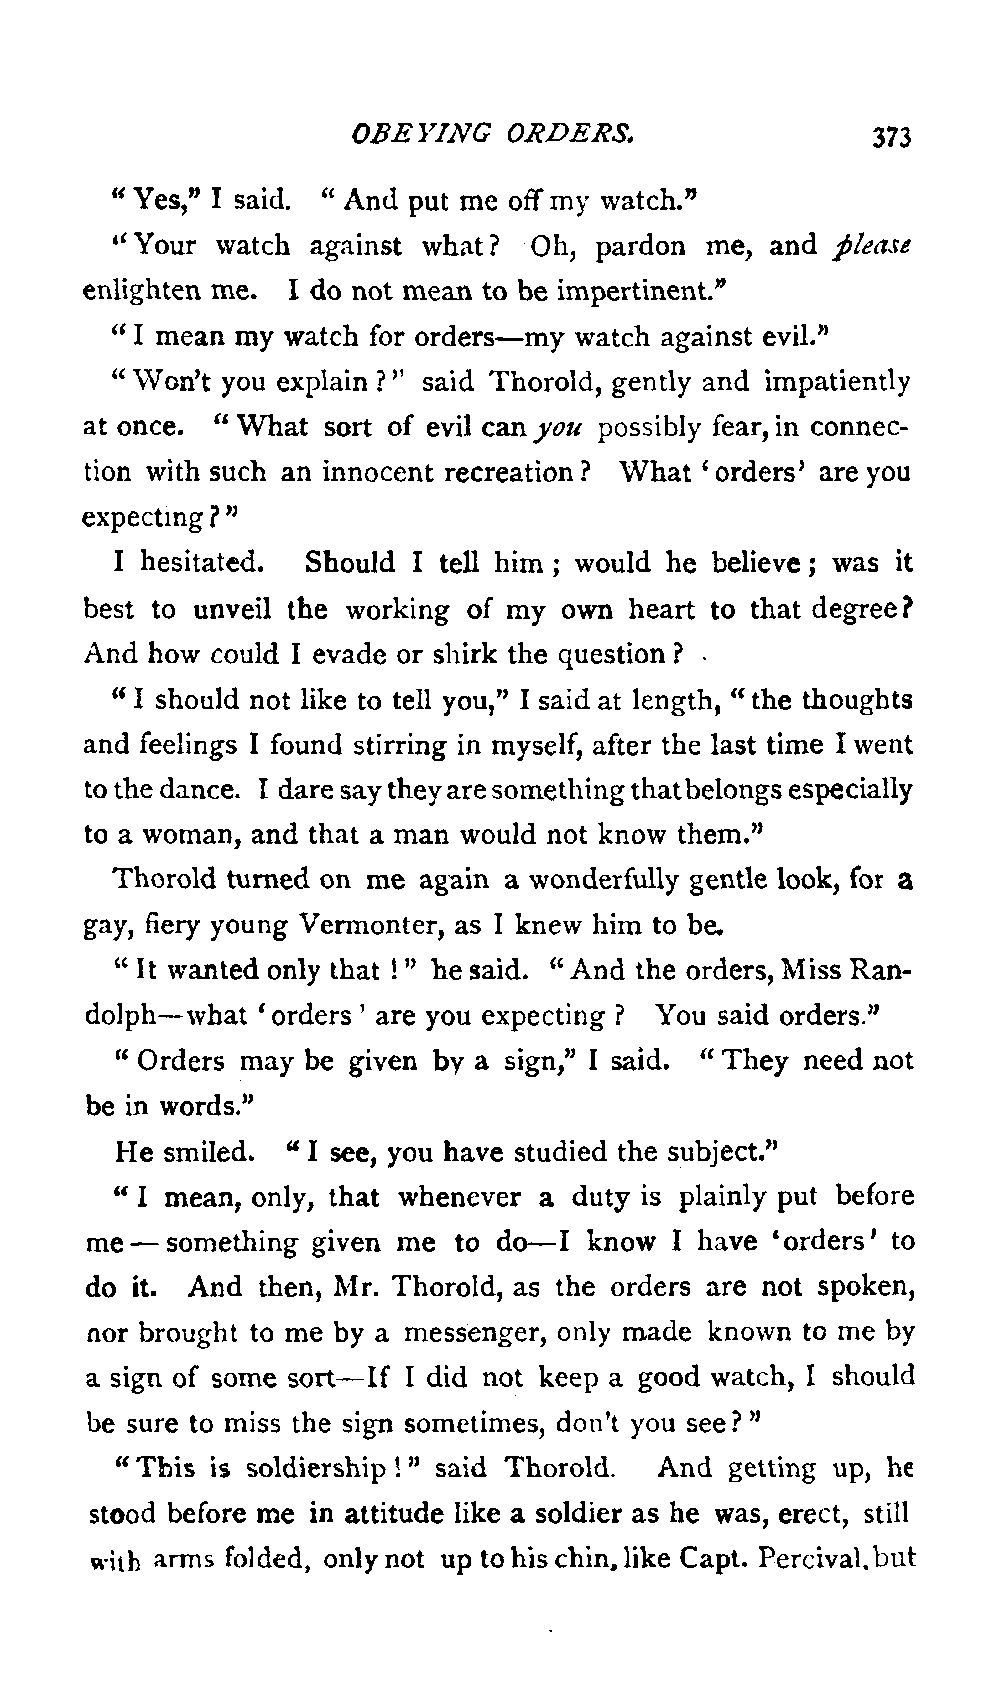 OBEYING ORDERS. 373
“Yes,” I said. “And put me off my watch.”
“Your watch against what? Oh, pardon me, and please
enlighten me. I do not mean to be impertinent.”
“I mean my watch for orders—my watch against evil.”
“Won't you explain?” said Thorold, gently and impatiently
at once. “What sort of evil can you possibly fear, in connec-
tion with such an innocent recreation? What ‘orders’ are you
expecting?”
I hesitated. Should I tell him; would he believe; was it
best to unveil the working of my own heart to that degree?
And how could I evade or shirk the question?
“I should not like to tell you,” I said at length, “the thoughts
and feelings I found stirring in myself, after the last time I went
to the dance. I dare say they are something that belongs especially
to a woman, and that a man would not know them.”
Thorold turned on me again a wonderfully gentle look, for a
gay, fiery young Vermonter, as I knew him to be.
“It wanted only that!” he said. “And the orders, Miss Ran-
dolph—what ‘orders’ are you expecting? You said orders.”
“Orders may be given by a sign,” I said. “They need not
be in words.”
He smiled. “I see, you have studied the subject.”
“I mean, only, that whenever a duty is plainly put before
me—something given me to do—I know I have ‘orders’ to
do it. And then, Mr. Thorold, as the orders are not spoken,
nor brought to me by a messenger, only made known to me by
a sign of some sort—If I did not keep a good watch, I should
be sure to miss the sign sometimes, don't you see?”
“This is soldiership!” said Thorold. And getting up, he
stood before me in attitude like a soldier as he was, erect, still
with arms folded, only not up to his chin, like Capt. Percival, but